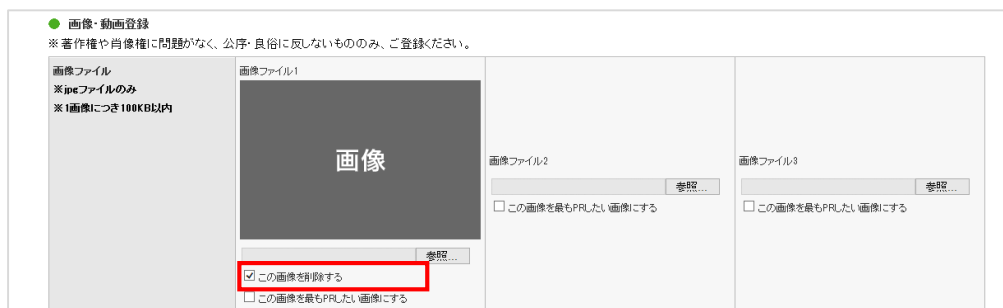 ● 画像・動画登録
※著作権や肖像権に問題がなく、公序・良俗に反しないもののみ、ご登録ください。
画像ファイル
※jpgファイルのみ
※1画像につき100KB以内
画像ファイル1
画像
参照...
この画像を削除する
この画像を最もPRしたい画像にする
画像ファイル2
参照...
この画像を最もPRしたい画像にする
画像ファイル3
参照...
この画像を最もPRしたい画像にする